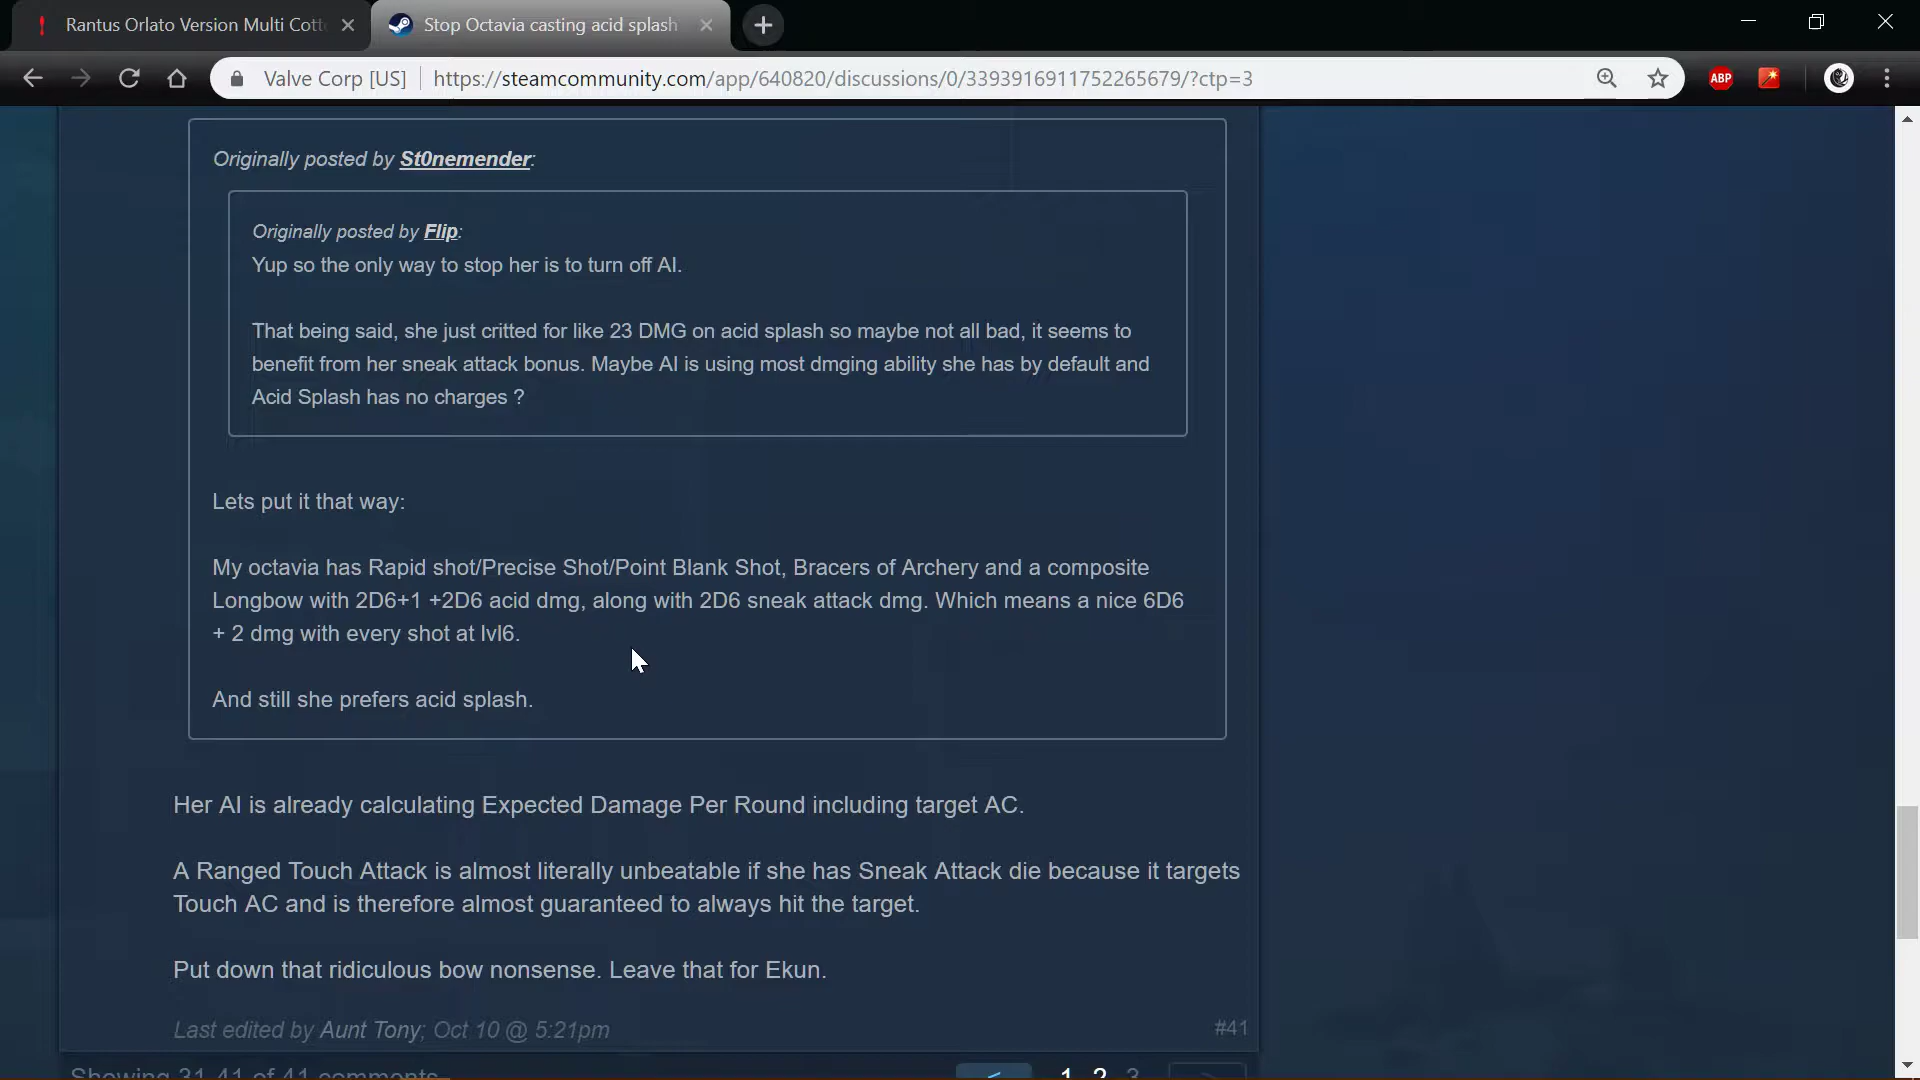 Rantus Orlato Version Multi Cott
Stop Octavia casting acid splash
Valve Corp [US]
https://steamcommunity.com/app/640820/discussions/0/3393916911752265679/?ctp=3
ABP
Originally posted by St0nemender:
Originally posted by Flip:
Yup so the only way to stop her is to turn off AI.
That being said, she just critted for like 23 DMG on acid splash so maybe not all bad, it seems to
benefit from her sneak attack bonus. Maybe AI is using most dmging ability she has by default and
Acid Splash has no charges ?
Lets put it that way:
My octavia has Rapid shot/Precise Shot/Point Blank Shot, Bracers of Archery and a composite
Longbow with 2D6+1 +2D6 acid dmg, along with 2D6 sneak attack dmg. Which means a nice 6D6
+ 2 dmg with every shot at lvl6.
And still she prefers acid splash.
Her AI is already calculating Expected Damage Per Round including target AC.
A Ranged Touch Attack is almost literally unbeatable if she has Sneak Attack die because it targets
Touch AC and is therefore almost guaranteed to always hit the target.
Put down that ridiculous bow nonsense. Leave that for Ekun.
Last edited by Aunt Tony; Oct 10 @ 5:21pm
#41
Showing 31-41 of 41 comments
< 1 2 3 >